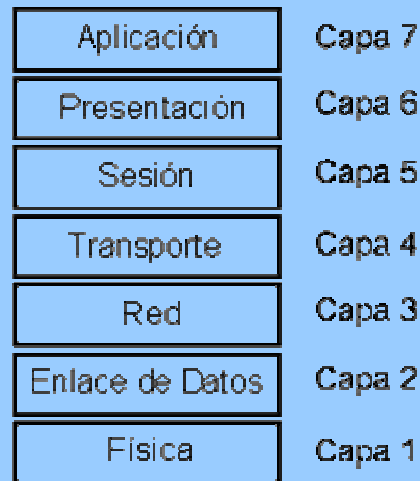 Aplicación Capa 7
Presentación Capa 6
Sesión Capa 5
Transporte Capa 4
Red Capa 3
Enlace de Datos Capa 2
Física Capa 1